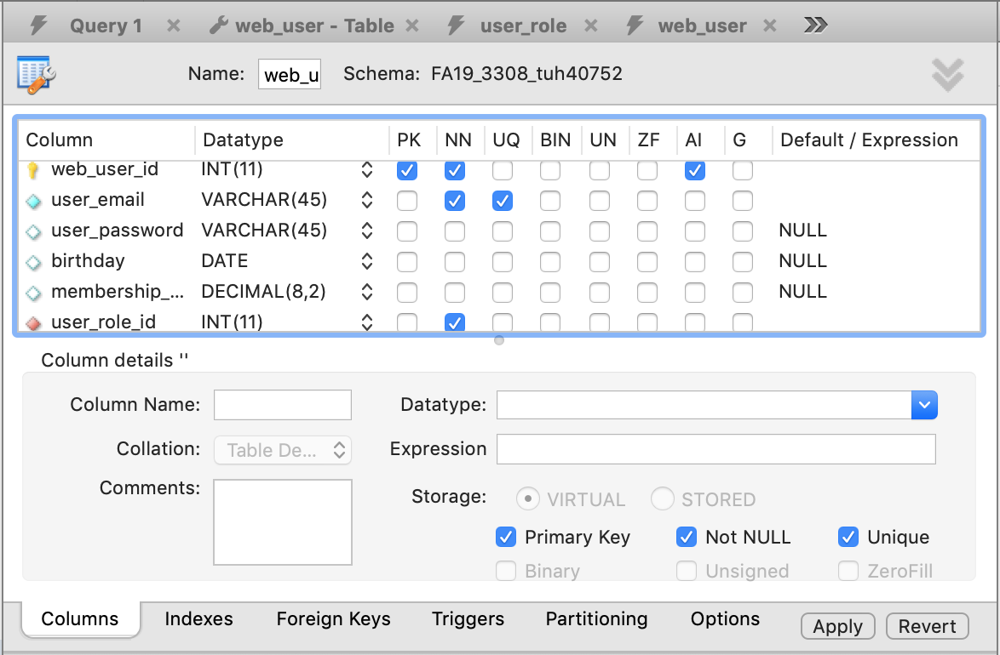 Query 1 web_user - Table user_role web_user
Name: web_u Schema: FA19_3308_tuh40752
Column Datatype PK NN UQ BIN UN ZF AI G Default / Expression
web_user_id INT(11)
user_email VARCHAR(45)
user_password VARCHAR(45) NULL
birthday DATE NULL
membership_... DECIMAL(8,2) NULL
user_role_id INT(11)
Column details ''
Column Name: Datatype:
Collation: Table De... Expression
Comments: Storage: VIRTUAL STORED
Primary Key Not NULL Unique
Binary Unsigned ZeroFill
Columns Indexes Foreign Keys Triggers Partitioning Options Apply Revert